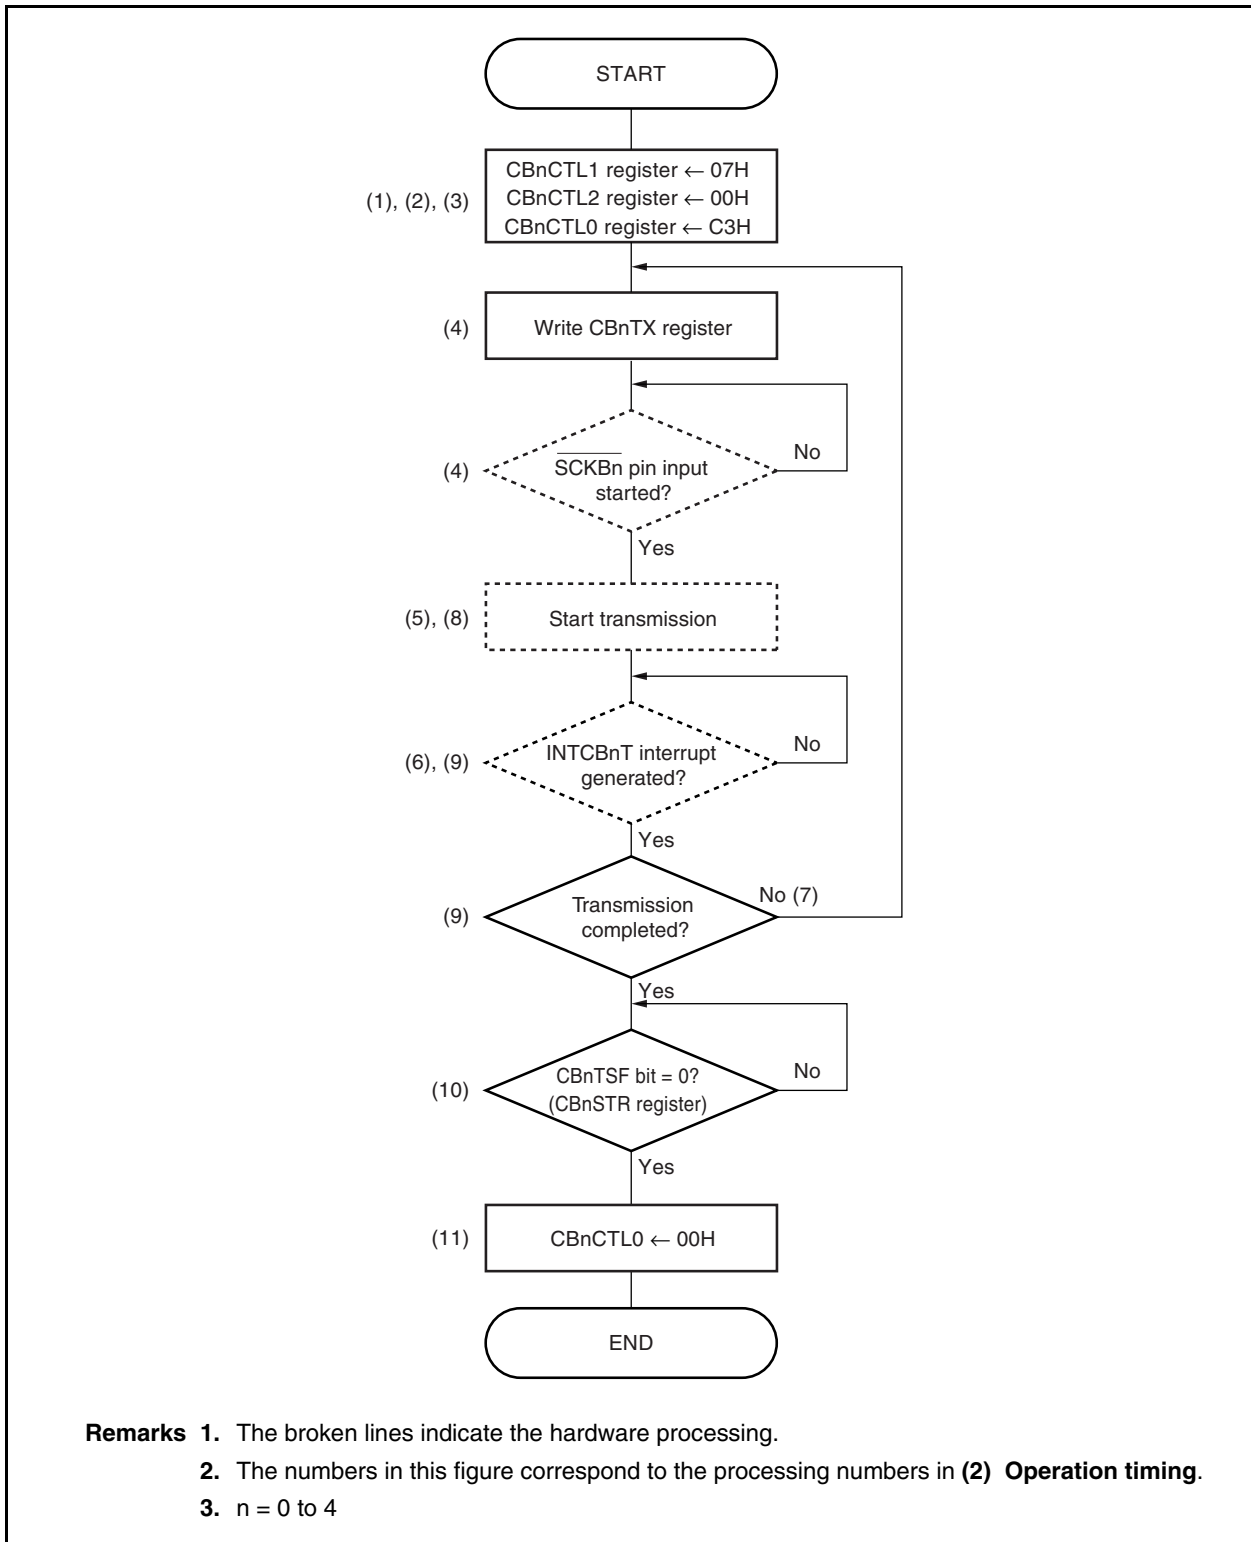 START
(1), (2), (3)
CBnCTL1 register ← 07H
CBnCTL2 register ← 00H
CBnCTL0 register ← C3H
(4)
Write CBnTX register
(4)
SCKBn pin input
started?
No
Yes
(5), (8)
Start transmission
(6), (9)
INTCBnT interrupt
generated?
No
Yes
(9)
Transmission
completed?
No (7)
Yes
(10)
CBnTSF bit = 0?
(CBnSTR register)
No
Yes
(11)
CBnCTL0 ← 00H
END
Remarks 1. The broken lines indicate the hardware processing.
2. The numbers in this figure correspond to the processing numbers in (2) Operation timing.
3. n = 0 to 4